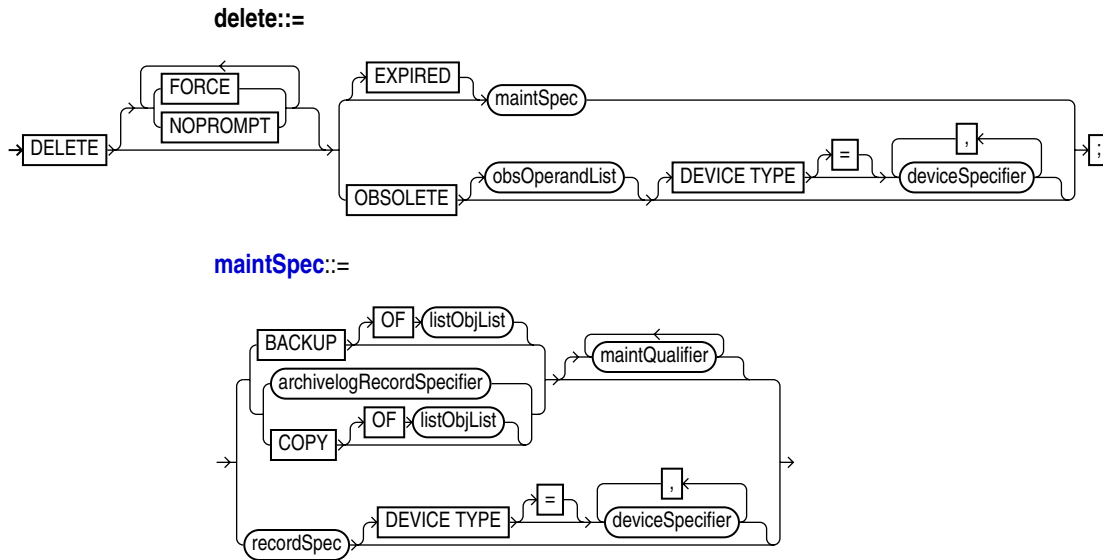 delete::=
FORCE
NOPROMPT
DELETE
EXPIRED
maintSpec
OBSOLETE
obsOperandList
DEVICE TYPE
=
,
deviceSpecifier
;
maintSpec::=
BACKUP
OF
listObjList
archivelogRecordSpecifier
COPY
OF
listObjList
maintQualifier
recordSpec
DEVICE TYPE
=
,
deviceSpecifier